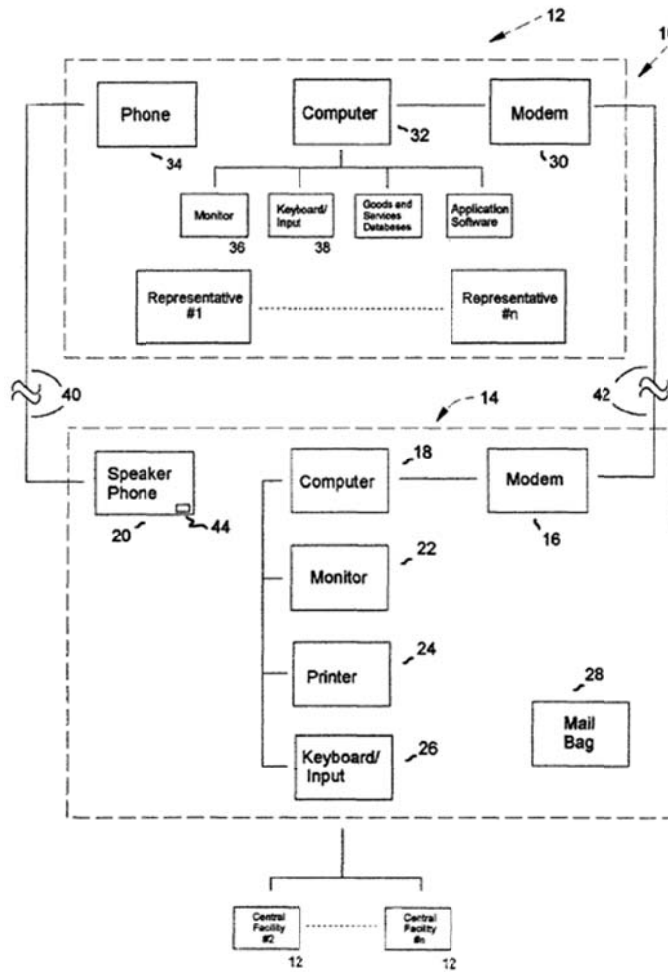 12
Phone
34
Computer
32
Modem
30
Monitor
36
Keyboard/
Input
38
Goods and
Services
Databases
Application
Software
Representative
#1
Representative
#n
40
42
14
Speaker
Phone
20
44
Computer
18
Modem
16
Monitor
22
Printer
24
Keyboard/
Input
26
28
Mail
Bag
Central
Facility
#2
12
Central
Facility
#n
12